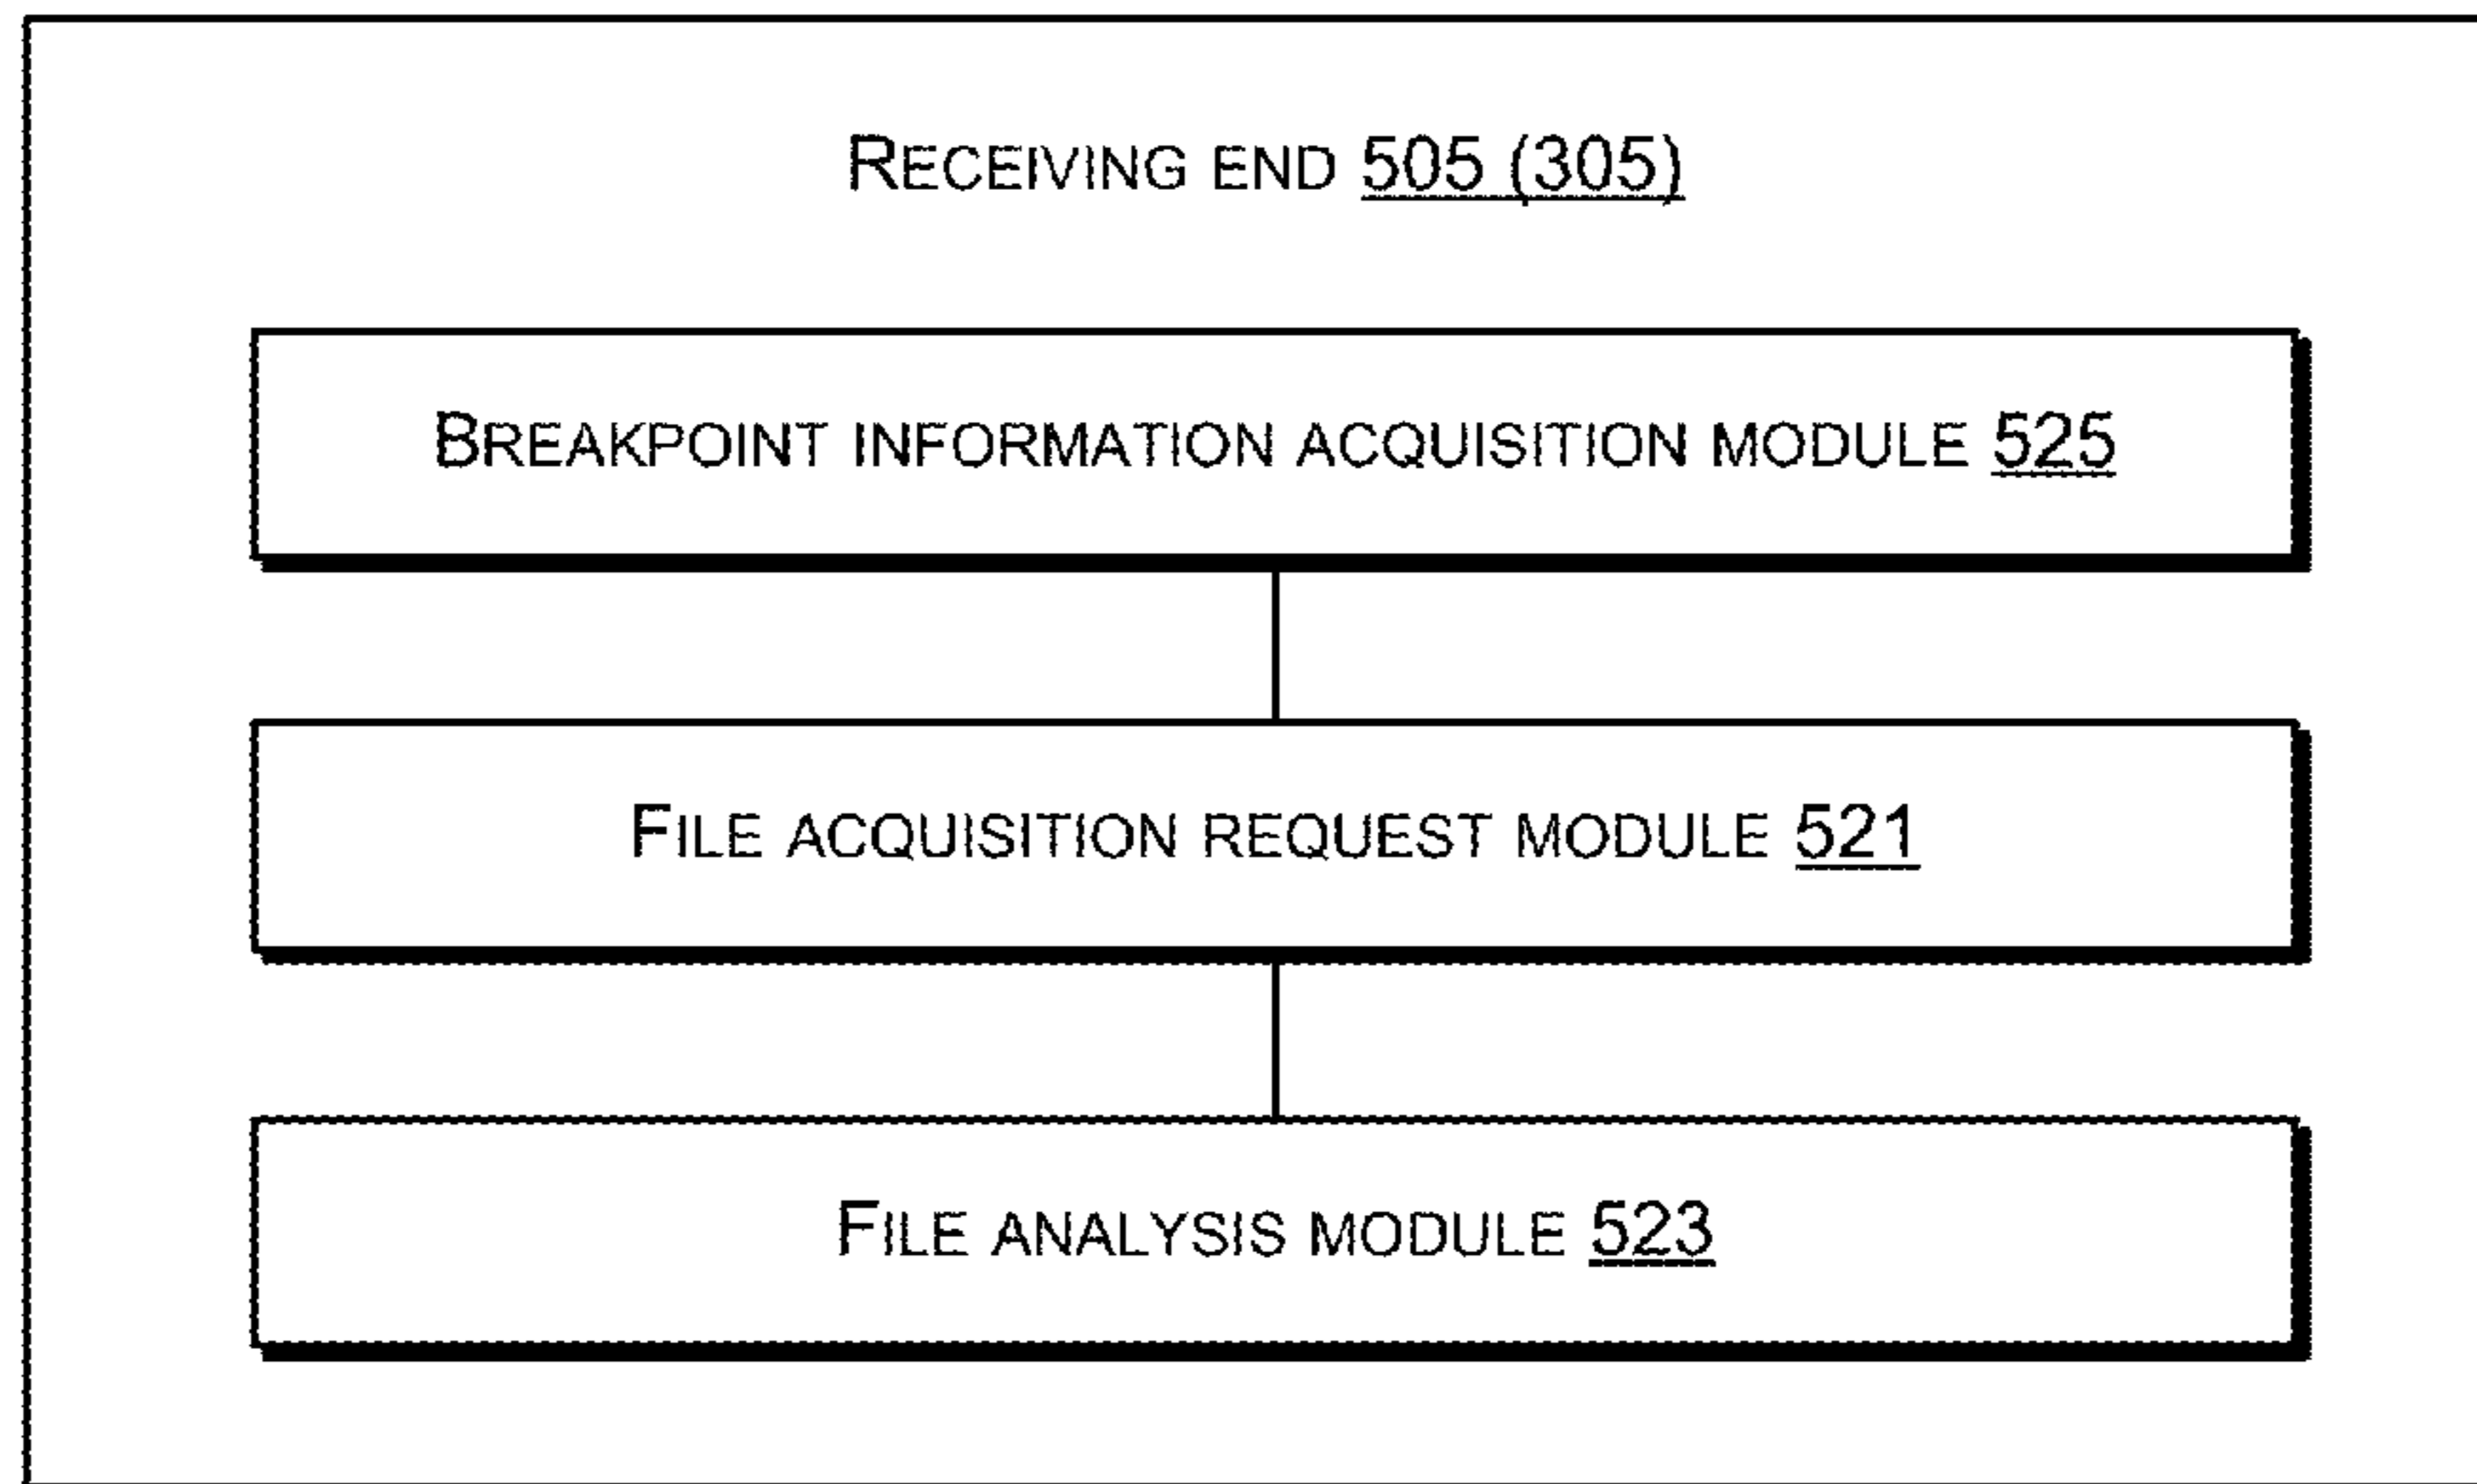 RECEIVING END 505 (305)
BREAKPOINT INFORMATION ACQUISITION MODULE 525
FILE ACQUISITION REQUEST MODULE 521
FILE ANALYSIS MODULE 523